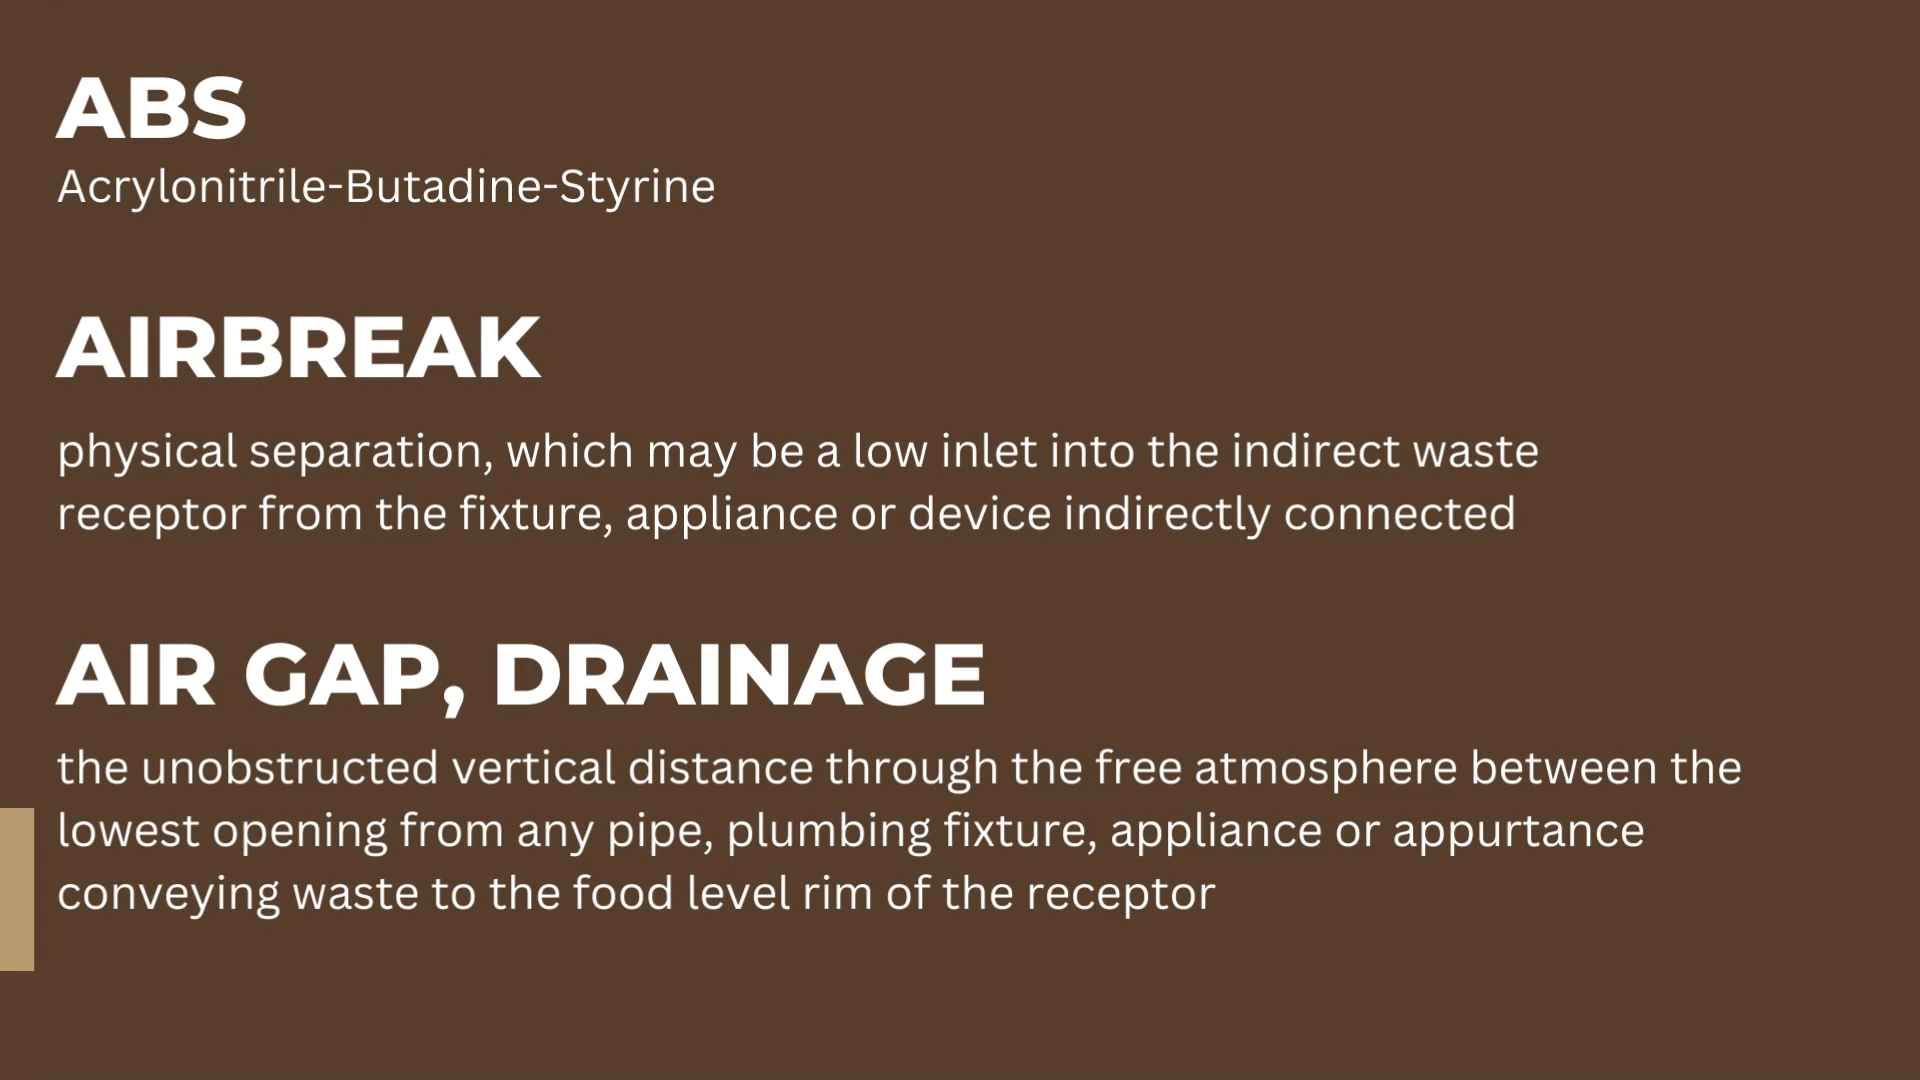 ABS
Acrylonitrile-Butadine-Styrine
AIRBREAK
physical separation, which may be a low inlet into the indirect waste
receptor from the fixture, appliance or device indirectly connected
AIR GAP, DRAINAGE
the unobstructed vertical distance through the free atmosphere between the
lowest opening from any pipe, plumbing fixture, appliance or appurtance
conveying waste to the food level rim of the receptor